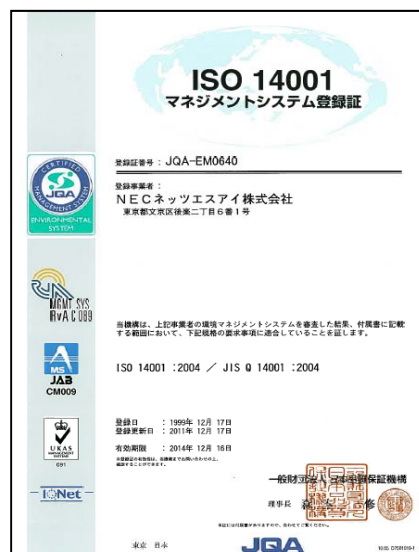 ISO 14001
マネジメントシステム登録証
登録証番号 : JQA-EM0640
登録事業者 :
NECネッツエスアイ株式会社
東京都文京区後楽二丁目6番1号
CERTIFIED MANAGEMENT SYSTEM
JQA
ENVIRONMENTAL
SYSTEM
MGMT SYS
RvA C 089
当機構は、上記事業者の環境マネジメントシステムを審査した結果、付属書に記載
する範囲において、下記規格の要求事項に適合していることを証します。
MS
JAB
CM009
ISO 14001 :2004 / JIS Q 14001 :2004
登録日 : 1999年 12月 17日
登録更新日 : 2011年 12月 17日
有効期限 : 2014年 12月 16日
UKAS
MANAGEMENT
SYSTEMS
IQNet
一般財団法人 日本品質保証機構
理事長
修
東京 日本
JQA